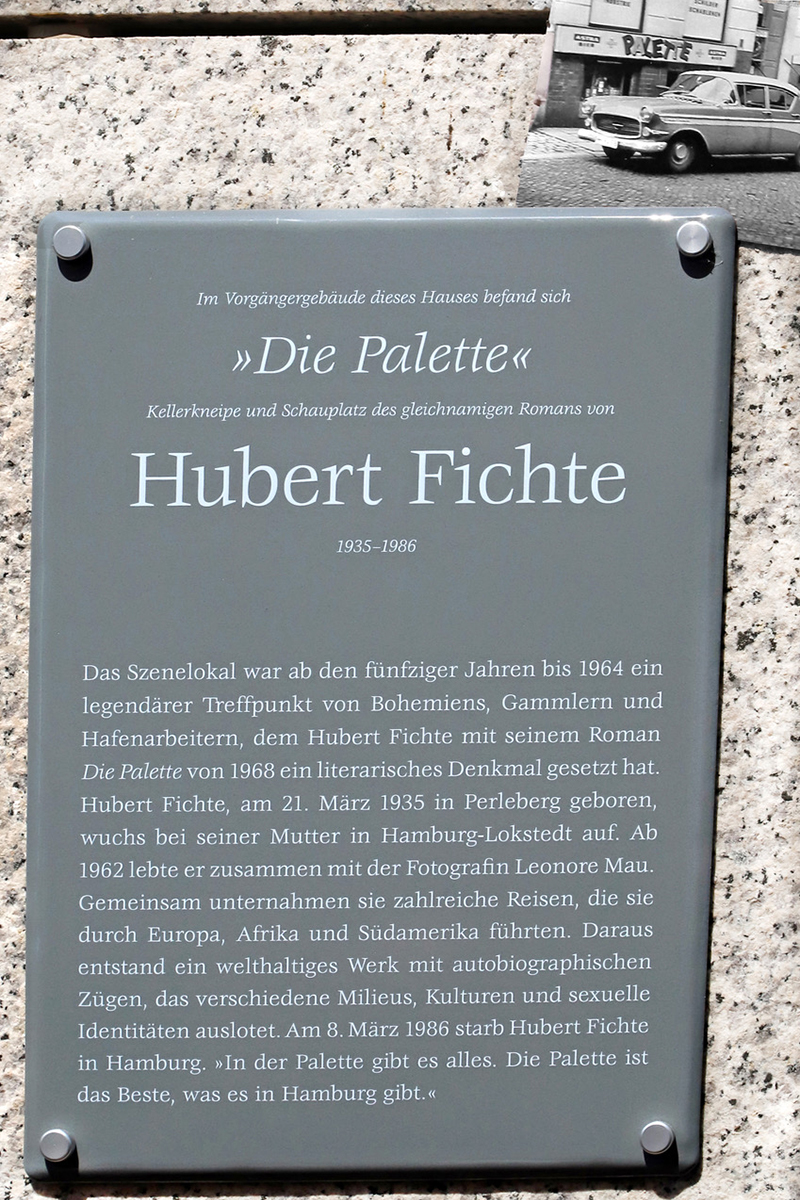 SCHILDER
SCHABLONEN
ASTRA
BIER
PALETTE
ASTRA
BIER
Im Vorgängergebäude dieses Hauses befand sich
»Die Palette«
Kellerkneipe und Schauplatz des gleichnamigen Romans von
Hubert Fichte
1935–1986
Das Szenelokal war ab den fünfziger Jahren bis 1964 ein
legendärer Treffpunkt von Bohemiens, Gammlern und
Hafenarbeitern, dem Hubert Fichte mit seinem Roman
Die Palette von 1968 ein literarisches Denkmal gesetzt hat.
Hubert Fichte, am 21. März 1935 in Perleberg geboren,
wuchs bei seiner Mutter in Hamburg-Lokstedt auf. Ab
1962 lebte er zusammen mit der Fotografin Leonore Mau.
Gemeinsam unternahmen sie zahlreiche Reisen, die sie
durch Europa, Afrika und Südamerika führten. Daraus
entstand ein welthaltiges Werk mit autobiographischen
Zügen, das verschiedene Milieus, Kulturen und sexuelle
Identitäten auslotet. Am 8. März 1986 starb Hubert Fichte
in Hamburg. »In der Palette gibt es alles. Die Palette ist
das Beste, was es in Hamburg gibt.«